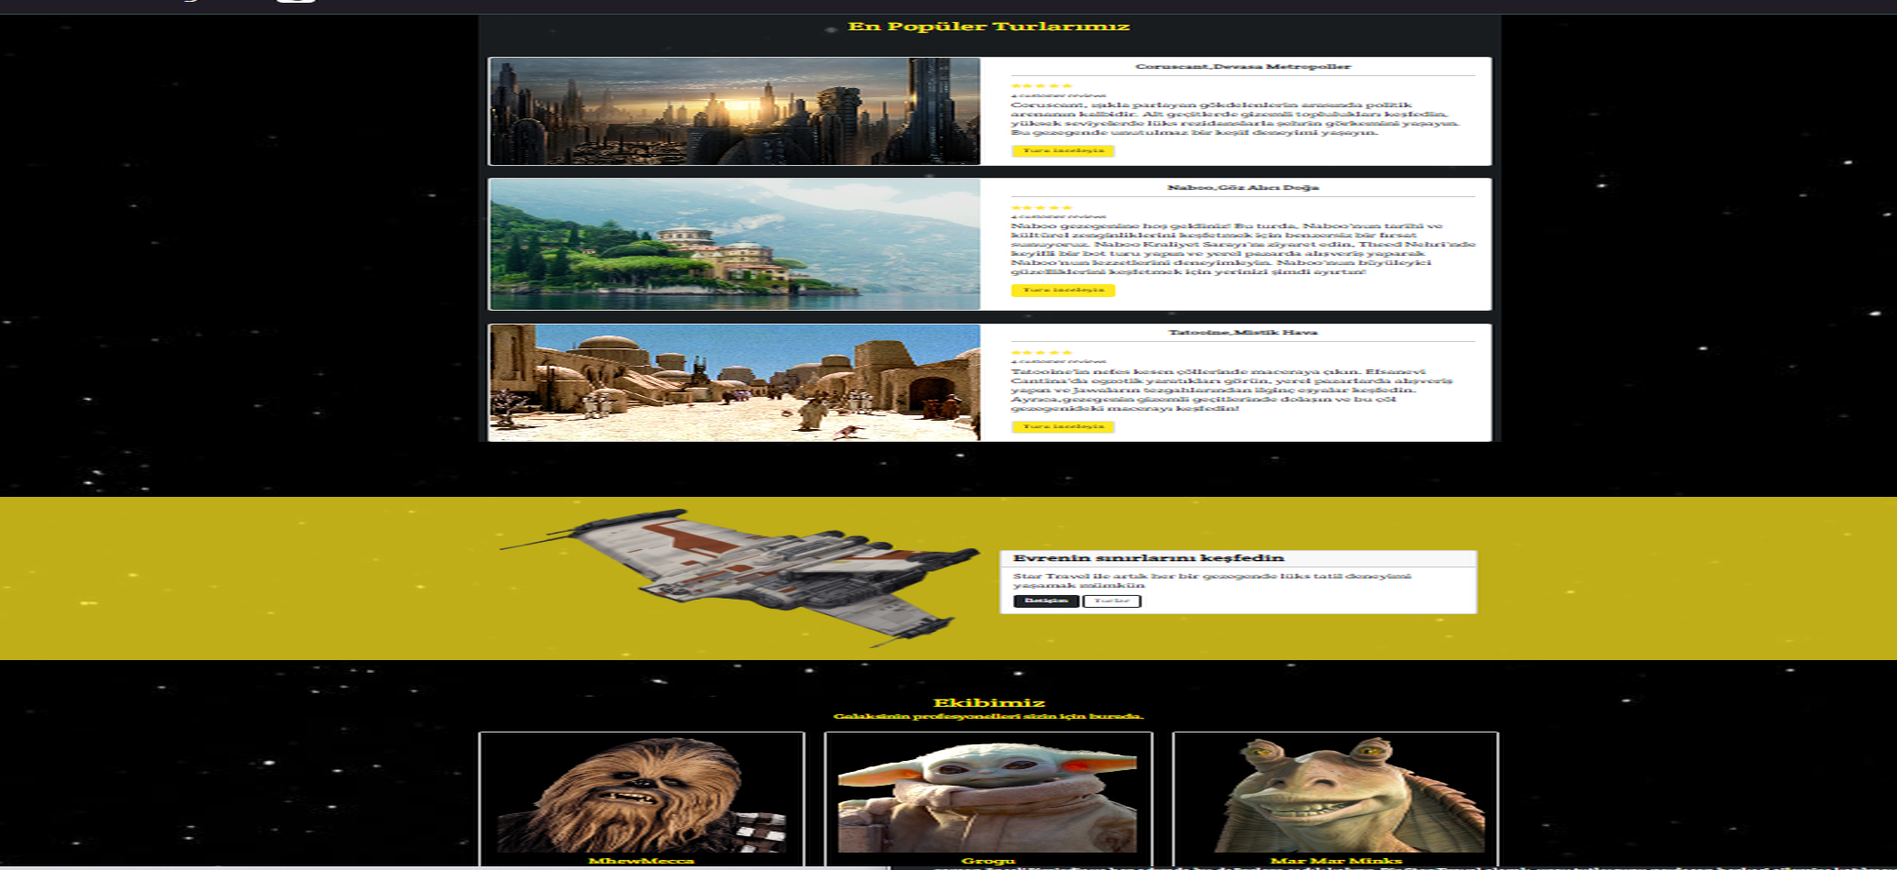 En Popüler Turlarımız
Coruscant,Devasa Metropoller
4 customer reviews
Coruscant, ışıkla parlayan gökdelenlerin arasında politik
arenanın kalbidir. Alt geçitlerde gizemli toplulukları keşfedin,
yüksek seviyelerde lüks rezidanslarla şehrin görkemini yaşayın.
Bu gezegende unutulmaz bir keşif deneyimi yaşayın.
Turu inceleyin
Naboo,Göz Alıcı Doğa
4 customer reviews
Naboo gezegenine hoş geldiniz! Bu turda, Naboo'nun tarihi ve
kültürel zenginliklerini keşfetmek için benzersiz bir fırsat
sunuyoruz. Naboo Kraliyet Sarayı'nı ziyaret edin, Theed Nehri'nde
keyifli bir bot turu yapın ve yerel pazarda alışveriş yaparak
Naboo'nun lezzetlerini deneyimleyin. Naboo'nun büyüleyici
güzelliklerini keşfetmek için yerinizi şimdi ayırtın!
Turu inceleyin
Tatooine,Mistik Hava
4 customer reviews
Tatooine'in nefes kesen çöllerinde maceraya çıkın. Efsanevi
Cantina'da egzotik yaratıkları görün, yerel pazarlarda alışveriş
yapın ve Jawaların tezgahlarından ilginç eşyalar keşfedin.
Ayrıca,gezegenin gizemli geçitlerinde dolaşın ve bu çöl
gezegenideki macerayı keşfedin!
Turu inceleyin
Evrenin sınırlarını keşfedin
Star Travel ile artık her bir gezegende lüks tatil deneyimi
yaşamak mümkün
İletişim
Turlar
Ekibimiz
Galaksinin profesyonelleri sizin için burada.
MhewMecca
Grogu
Mar Mar Minks